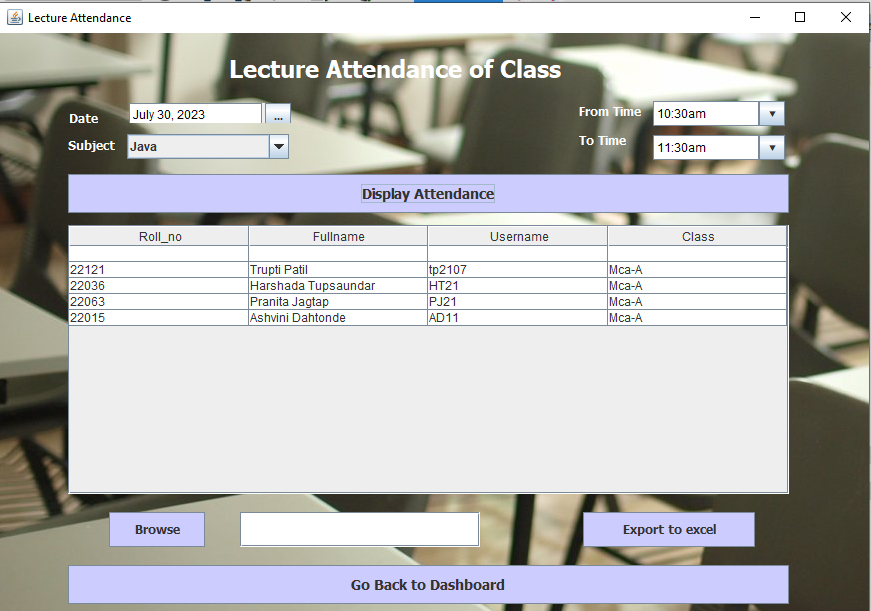 Lecture Attendance
Lecture Attendance of Class
Date July 30, 2023 ... From Time 10:30am
Subject Java To Time 11:30am
Display Attendance
Roll_no Fullname Username Class
22121 Trupti Patil tp2107 Mca-A
22036 Harshada Tupsaundar HT21 Mca-A
22063 Pranita Jagtap PJ21 Mca-A
22015 Ashvini Dahtonde AD11 Mca-A
Browse Export to excel
Go Back to Dashboard